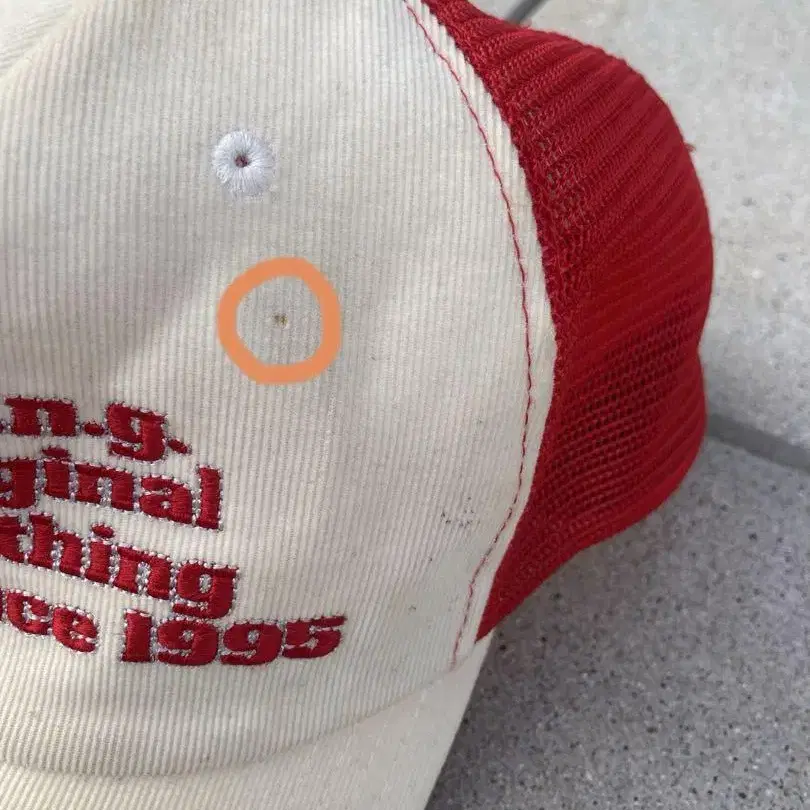 .n.g.
ginal
thing
ce 1995